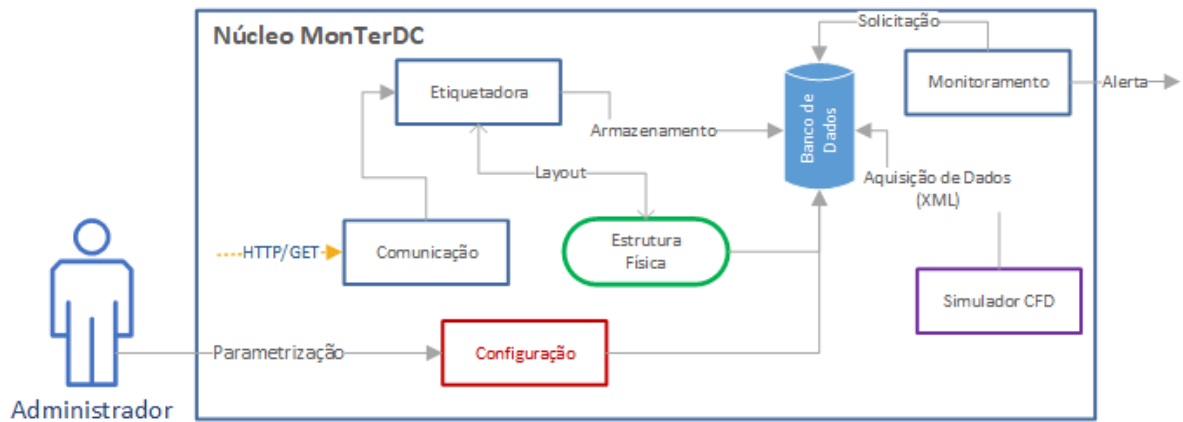 Núcleo MonTerDC
Solicitação
Etiquetadora
Monitoramento
Alerta
Armazenamento
Banco de
Dados
Layout
Aquisição de Dados
(XML)
HTTP/GET
Comunicação
Estrutura
Física
Simulador CFD
Parametrização
Configuração
Administrador